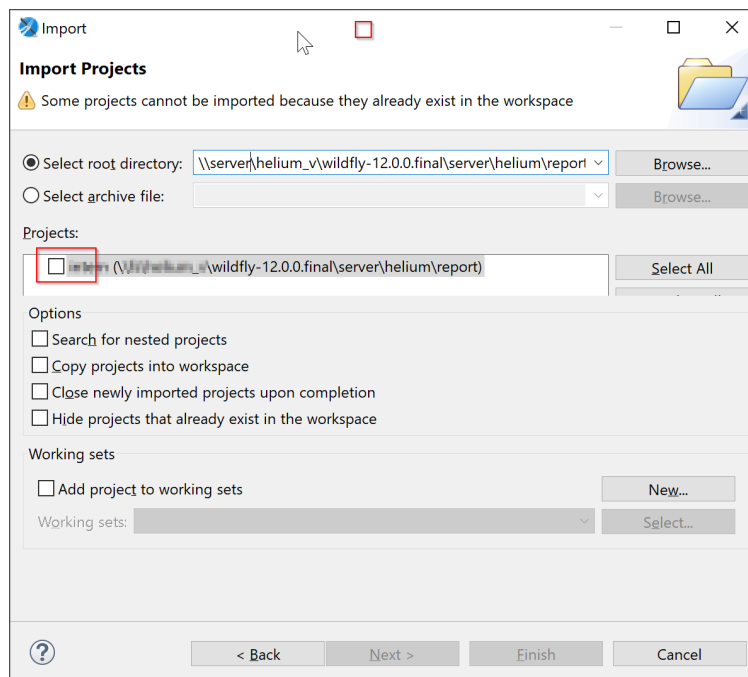 Import
Import Projects
Some projects cannot be imported because they already exist in the workspace
Select root directory:
\\server\helium_v\wildfly-12.0.0.final\server\helium\report
Browse...
Select archive file:
Browse...
Projects:
(\ \wildfly-12.0.0.final\server\helium\report)
Select All
Options
Search for nested projects
Copy projects into workspace
Close newly imported projects upon completion
Hide projects that already exist in the workspace
Working sets
Add project to working sets
New...
Working sets:
Select...
?
< Back
Next >
Finish
Cancel